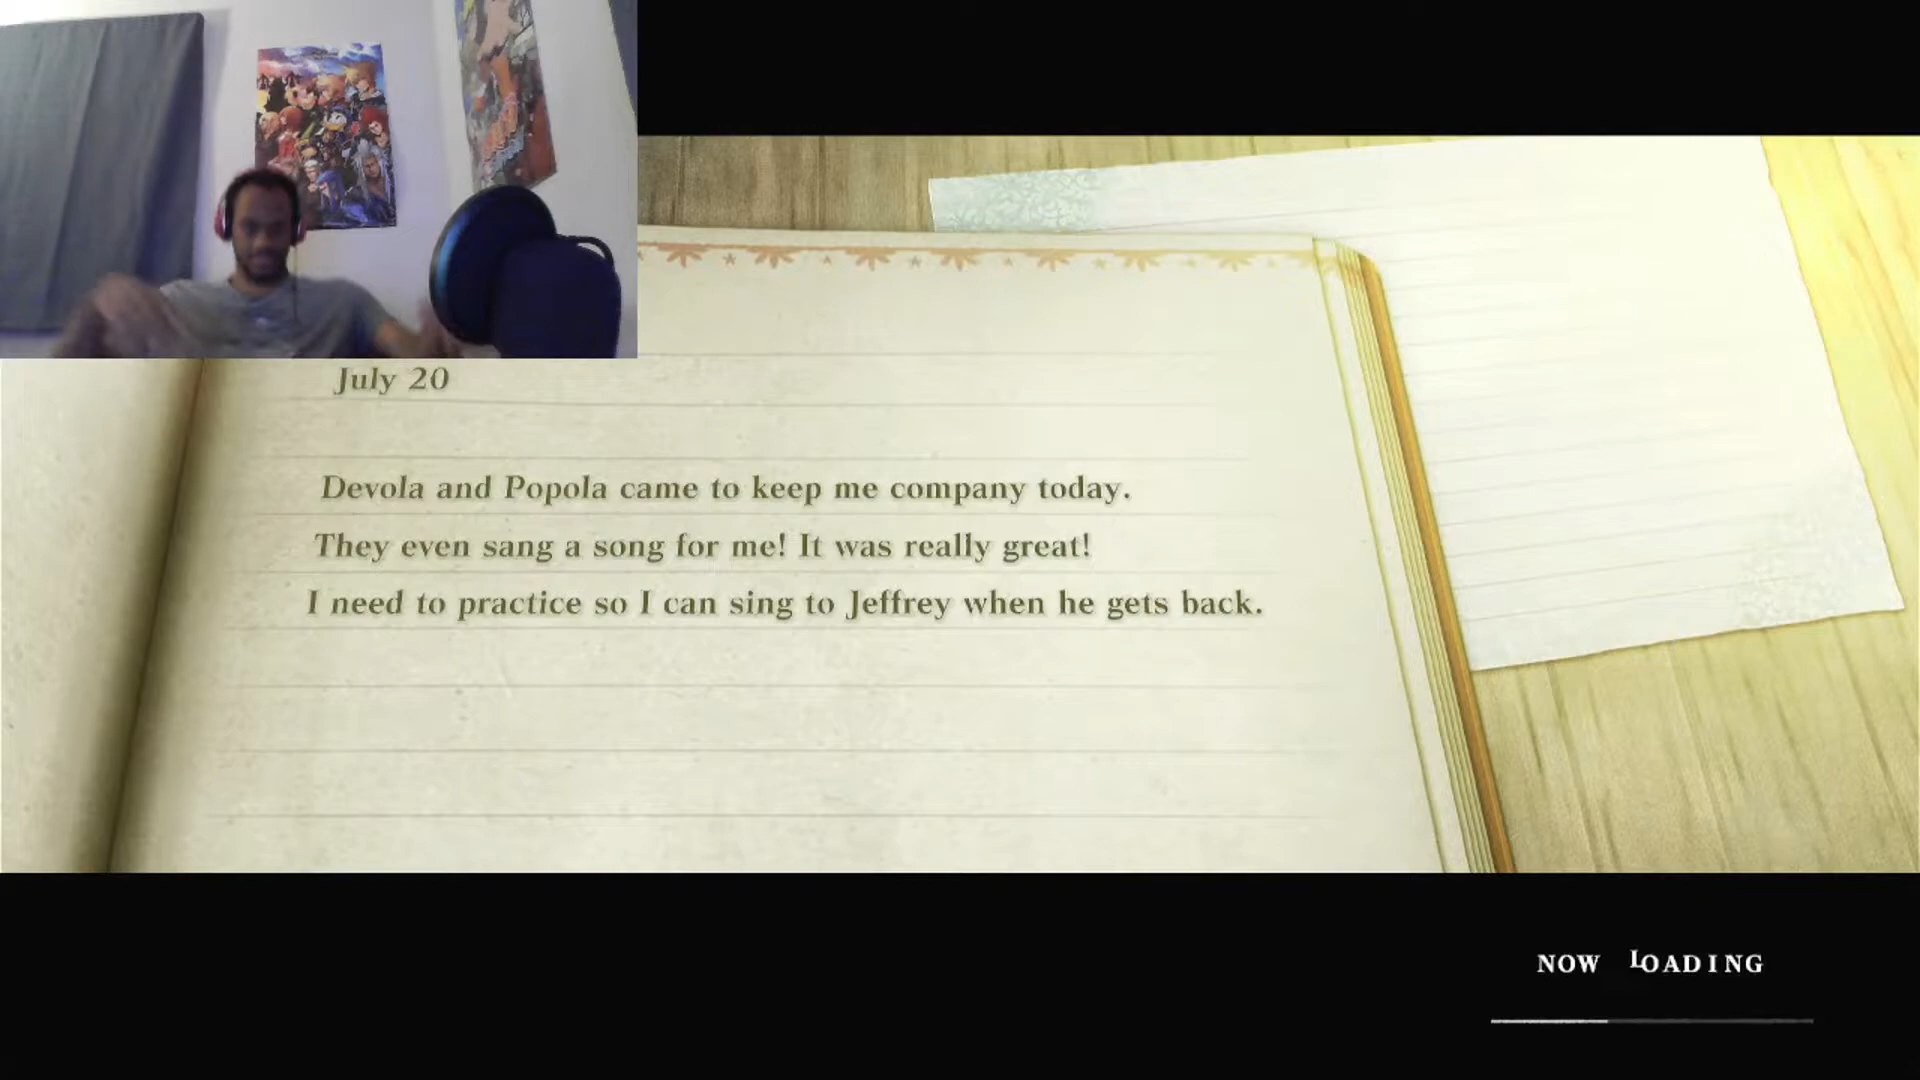 July 20
Devola and Popola came to keep me company today.
They even sang a song for me! It was really great!
I need to practice so I can sing to Jeffrey when he gets back.
NOW LOADING